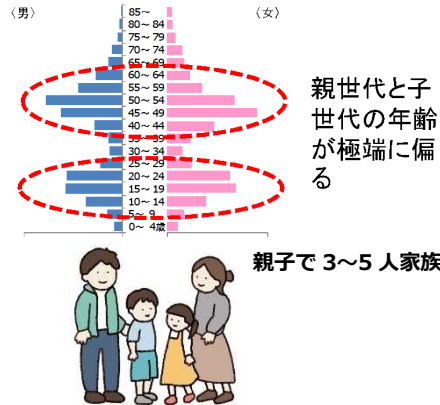 〈男〉
〈女〉
85~
80~ 84
75~ 79
70~ 74
65~ 69
60~ 64
55~ 59
50~ 54
45~ 49
40~ 44
35~ 39
30~ 34
25~ 29
20~ 24
15~ 19
10~ 14
5~ 9
0~ 4歳
親世代と子
世代の年齢
が極端に偏
る
親子で 3~5 人家族